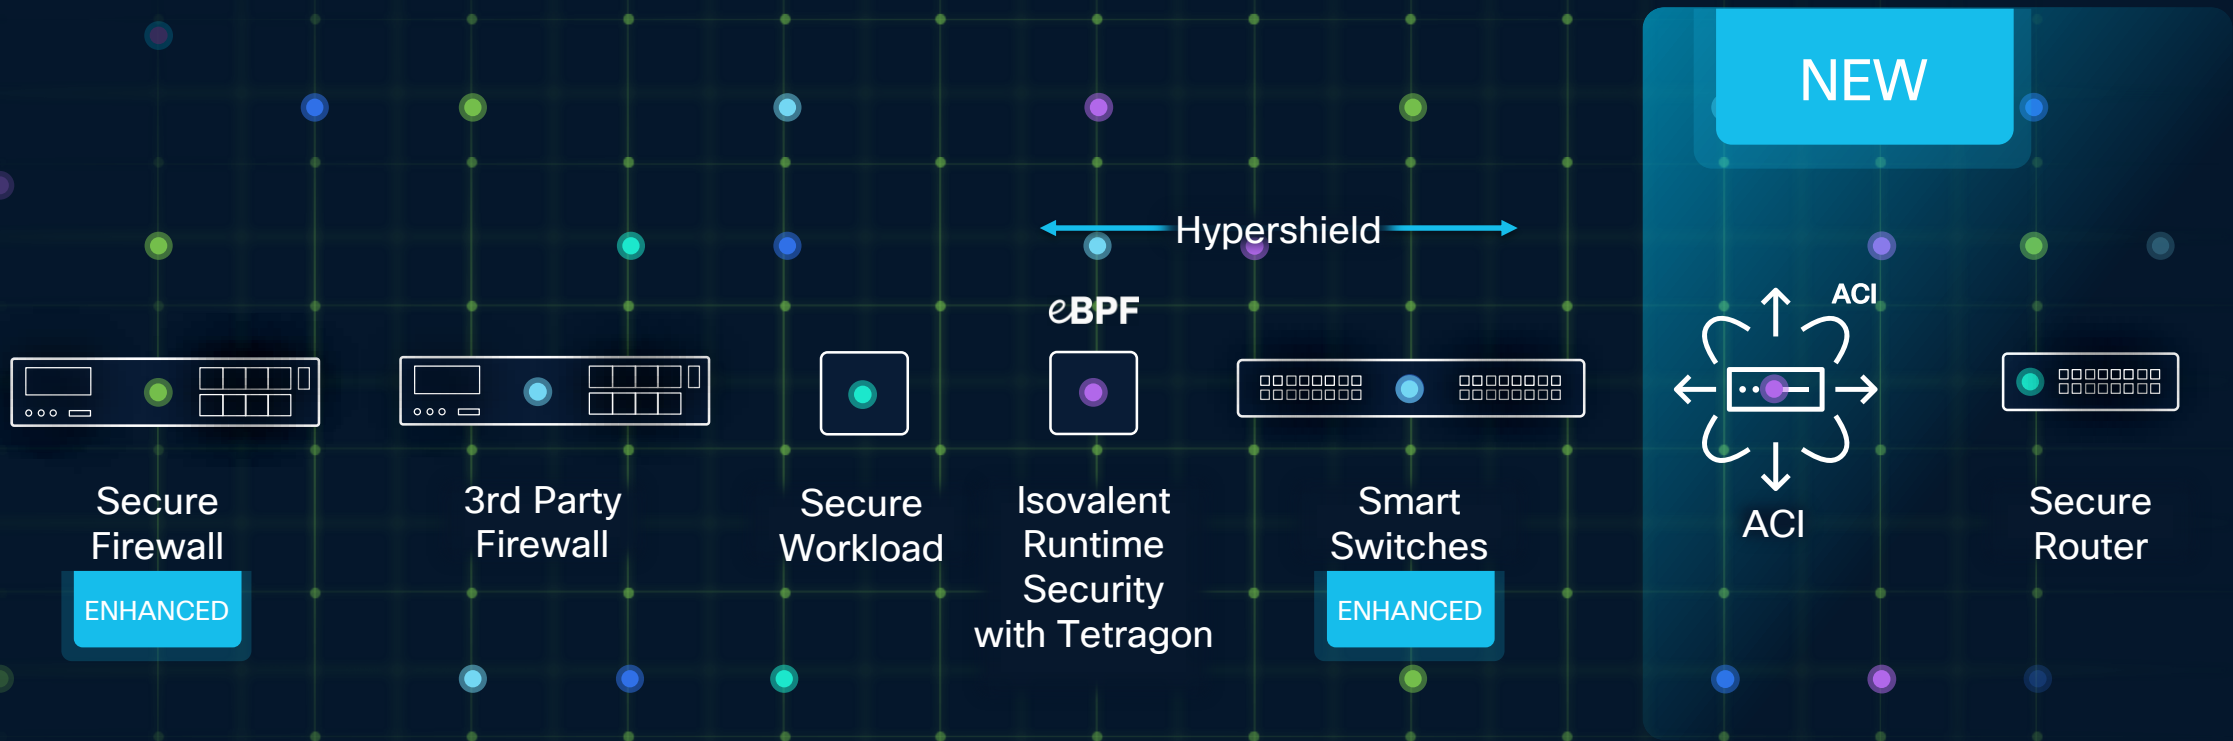 NEW
Hypershield
eBPF
ACI
Secure
Firewall
ENHANCED
3rd Party
Firewall
Secure
Workload
Isovalent
Runtime
Security
with Tetragon
Smart
Switches
ENHANCED
ACI
Secure
Router